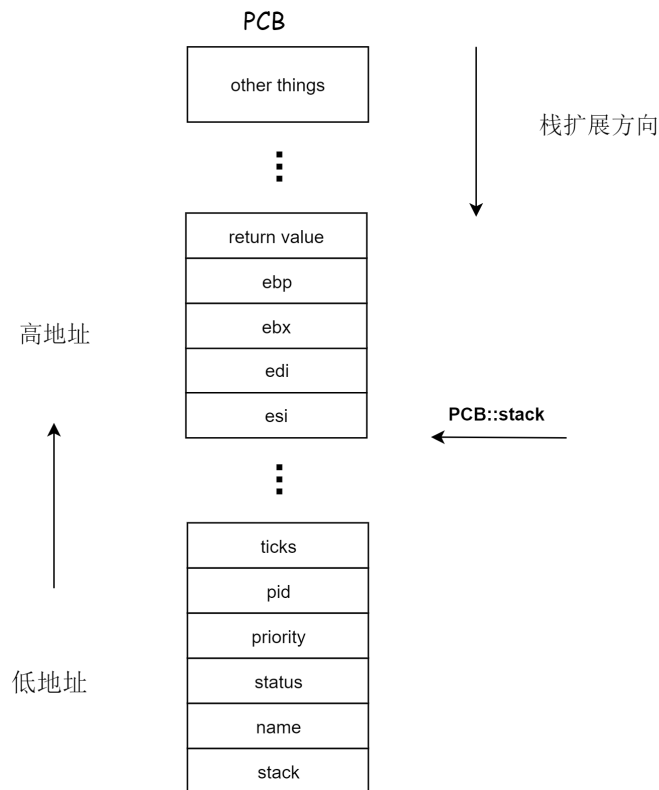 PCB
other things
栈扩展方向
return value
ebp
ebx
高地址
edi
esi
PCB::stack
ticks
pid
priority
低地址
status
name
stack